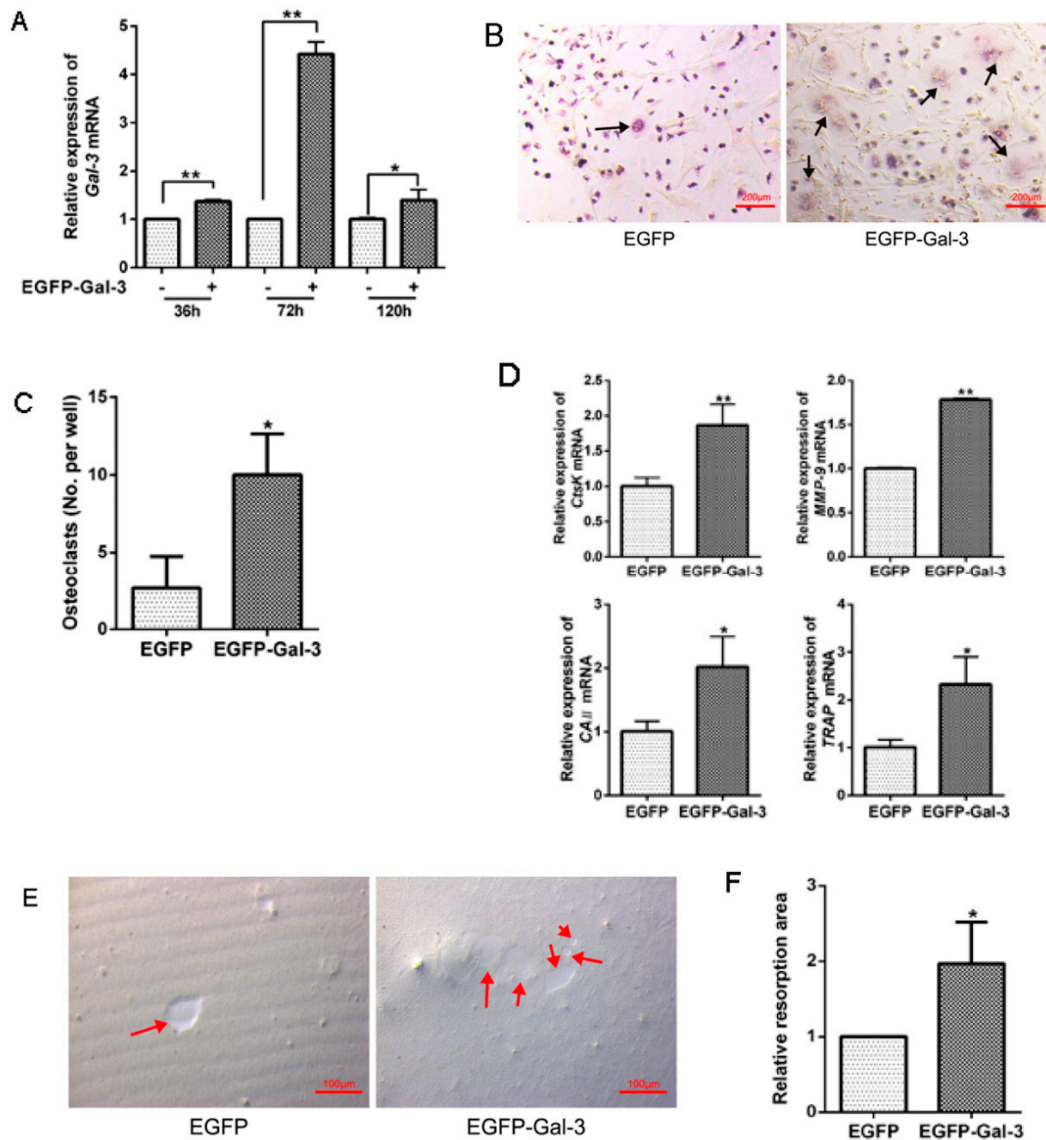 A
Relative expression of
Gal-3 mRNA
5
4
3
2
1
0
**
**
*
EGFP-Gal-3
- + - + - +
36h 72h 120h
B
200μm
200μm
EGFP
EGFP-Gal-3
C
Osteoclasts (No. per well)
15
10
5
0
*
EGFP EGFP-Gal-3
D
Relative expression of
CtsK mRNA
2.5
2.0
1.5
1.0
0.5
0.0
**
EGFP EGFP-Gal-3
Relative expression of
MMP-9 mRNA
2.0
1.5
1.0
0.5
0.0
**
EGFP EGFP-Gal-3
Relative expression of
CAII mRNA
3
2
1
0
*
EGFP EGFP-Gal-3
Relative expression of
TRAP mRNA
4
3
2
1
0
*
EGFP EGFP-Gal-3
E
100μm
100μm
EGFP
EGFP-Gal-3
F
Relative resorption area
3
2
1
0
*
EGFP EGFP-Gal-3